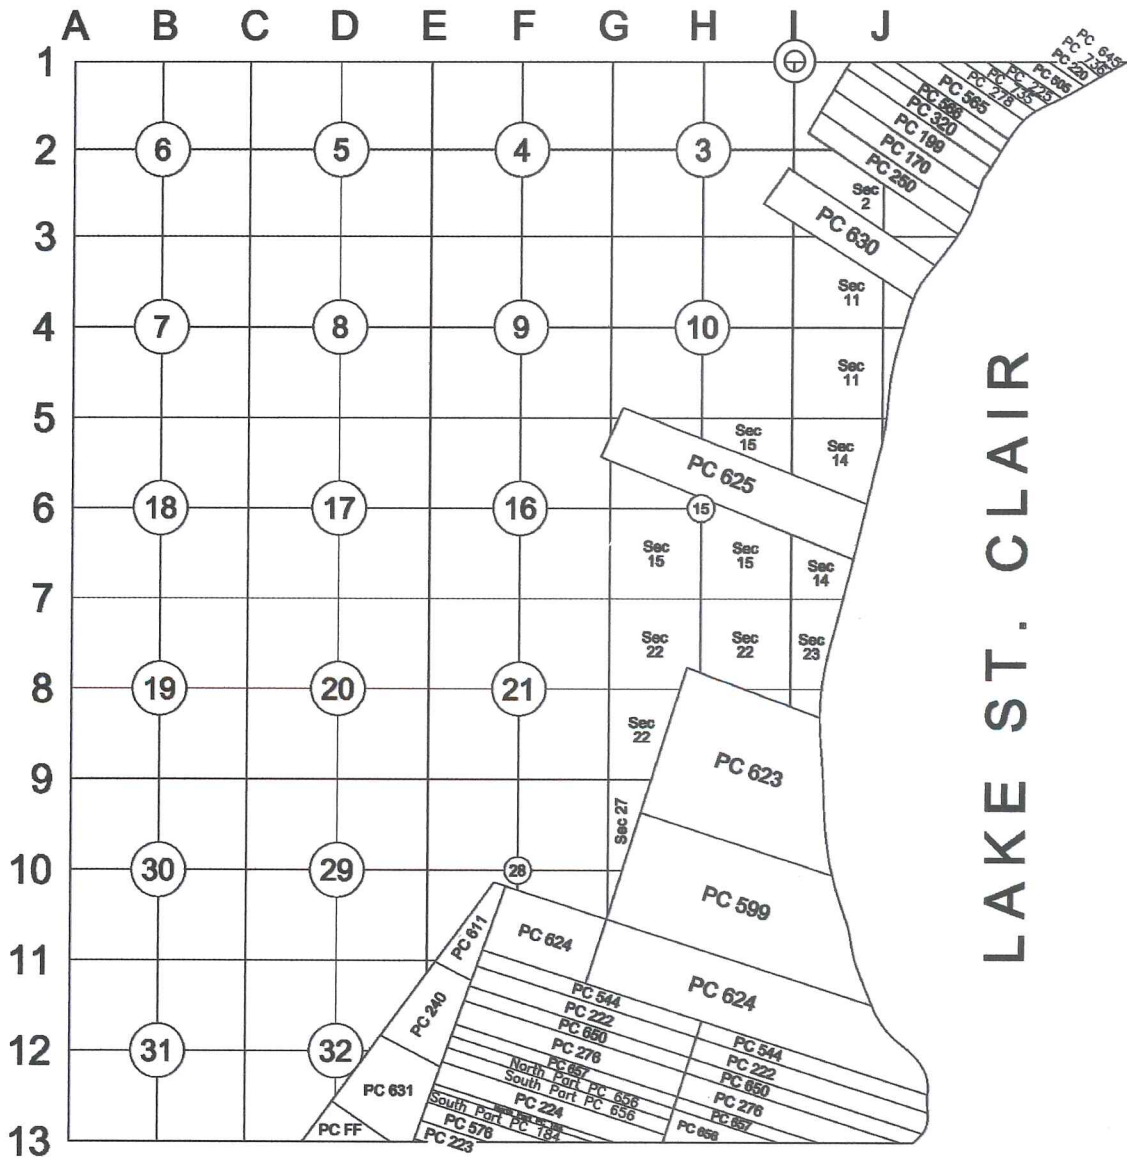 A B C D E F G H I J
1
PC 645
PC 736
PC 220
PC 505
PC 225
PC 735
PC 278
PC 565
PC 586
PC 320
PC 199
PC 170
PC 250
2
6 5 4 3
Sec
2
3
PC 630
Sec
11
4
7 8 9 10
Sec
11
5
Sec
15
Sec
14
PC 625
6
18 17 16 15
Sec
15
Sec
15
Sec
14
7
Sec
22
Sec
22
Sec
23
8
19 20 21
Sec
22
PC 623
9
Sec 27
10
30 29 28
PC 599
PC 611
PC 624
11
PC 624
PC 240
PC 544
PC 222
PC 650
PC 276
PC 657
North Part PC 656
South Part PC 656
PC 544
PC 222
PC 650
PC 276
PC 657
PC 656
12
31 32
PC 631
PC 224
South Part PC 184
PC 576
PC 223
PC FF
13
LAKE ST. CLAIR